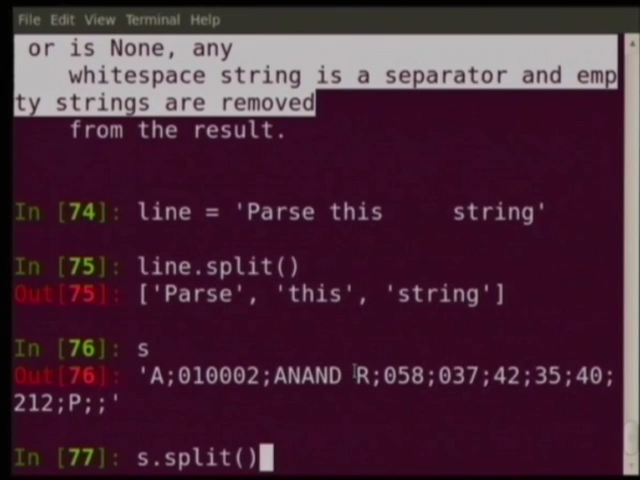 File Edit View Terminal Help
or is None, any
whitespace string is a separator and emp
ty strings are removed
from the result.
In [74]: line = 'Parse this     string'
In [75]: line.split()
Out[75]: ['Parse', 'this', 'string']
In [76]: s
Out[76]: 'A;010002;ANAND R;058;037;42;35;40;
212;P;;'
In [77]: s.split()